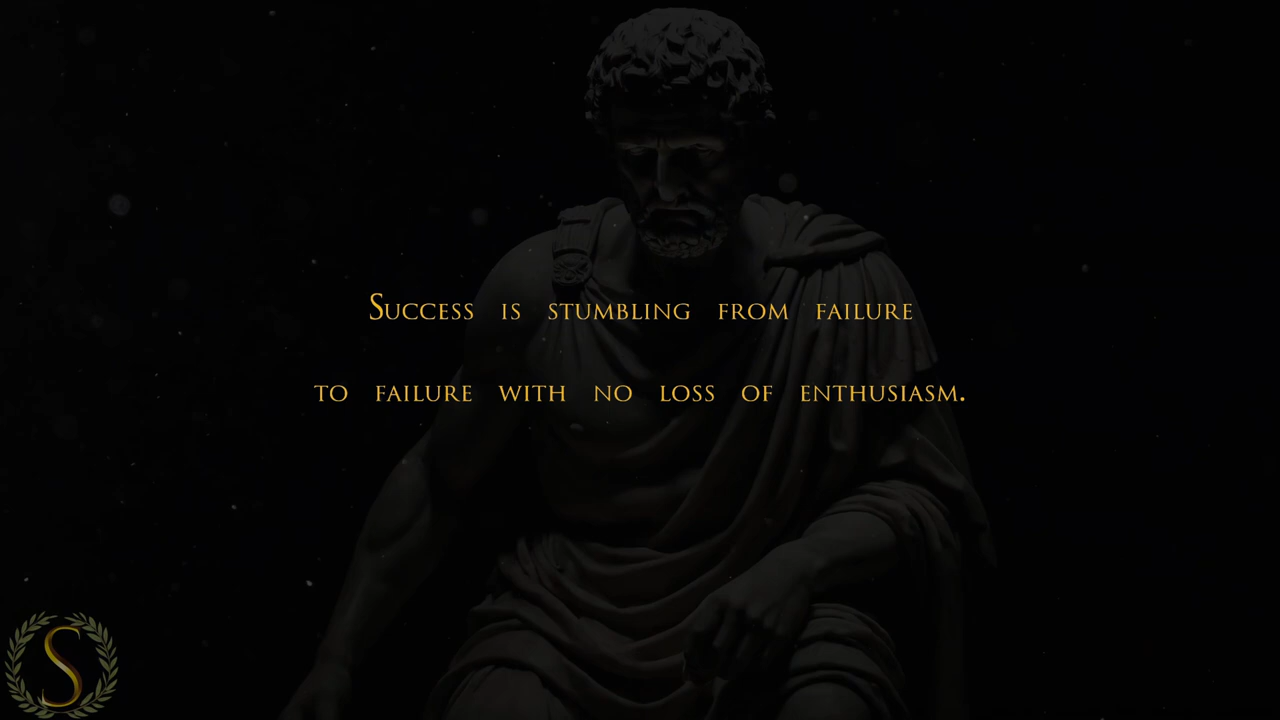 Success is stumbling from failure
to failure with no loss of enthusiasm.
S